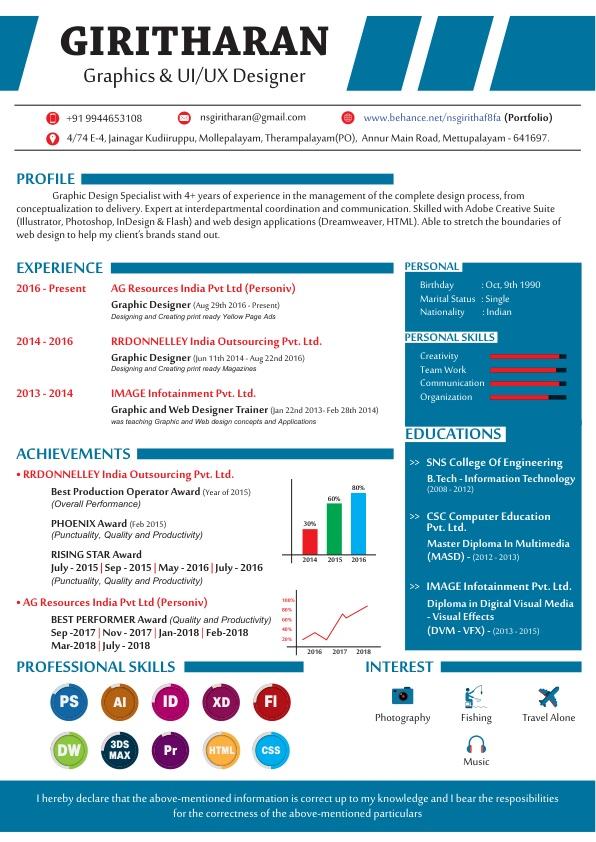 GIRITHARAN
Graphics & UI/UX Designer
+91 9944653108
nsgiritharan@gmail.com
www.behance.net/nsgirithaf8fa (Portfolio)
4/74 E-4, Jainagar Kudiiruppu, Mollepalayam, Therampalayam(PO), Annur Main Road, Mettupalayam - 641697.
PROFILE
Graphic Design Specialist with 4+ years of experience in the management of the complete design process, from
conceptualization to delivery. Expert at interdepartmental coordination and communication. Skilled with Adobe Creative Suite
(Illustrator, Photoshop, InDesign & Flash) and web design applications (Dreamweaver, HTML). Able to stretch the boundaries of
web design to help my client's brands stand out.
EXPERIENCE
2016 - Present
AG Resources India Pvt Ltd (Personiv)
Graphic Designer (Aug 29th 2016 - Present)
Designing and Creating print ready Yellow Page Ads
2014 - 2016
RRDONNELLEY India Outsourcing Pvt. Ltd.
Graphic Designer (Jun 11th 2014 - Aug 22nd 2016)
Designing and Creating print ready Magazines
2013 - 2014
IMAGE Infotainment Pvt. Ltd.
Graphic and Web Designer Trainer (Jan 22nd 2013- Feb 28th 2014)
was teaching Graphic and Web design concepts and Applications
PERSONAL
Birthday : Oct, 9th 1990
Marital Status : Single
Nationality : Indian
PERSONAL SKILLS
Creativity
Team Work
Communication
Organization
EDUCATIONS
>> SNS College Of Engineering
B.Tech - Information Technology
(2008 - 2012)
>> CSC Computer Education
Pvt. Ltd.
Master Diploma In Multimedia
(MASD) - (2012 - 2013)
>> IMAGE Infotainment Pvt. Ltd.
Diploma in Digital Visual Media
- Visual Effects
(DVM - VFX) - (2013 - 2015)
ACHIEVEMENTS
• RRDONNELLEY India Outsourcing Pvt. Ltd.
Best Production Operator Award (Year of 2015)
(Overall Performance)
PHOENIX Award (Feb 2015)
(Punctuality, Quality and Productivity)
RISING STAR Award
July - 2015 | Sep - 2015 | May - 2016 | July - 2016
(Punctuality, Quality and Productivity)
30%
60%
80%
2014 2015 2016
• AG Resources India Pvt Ltd (Personiv)
BEST PERFORMER Award (Quality and Productivity)
Sep -2017 | Nov - 2017 | Jan-2018 | Feb-2018
Mar-2018 | July - 2018
100%
80%
60%
40%
20%
2016 2017 2018
PROFESSIONAL SKILLS
PS AI ID XD FI
DW 3DS MAX Pr HTML CSS
INTEREST
Photography
Fishing
Travel Alone
Music
I hereby declare that the above-mentioned information is correct up to my knowledge and I bear the resposibilities
for the correctness of the above-mentioned particulars